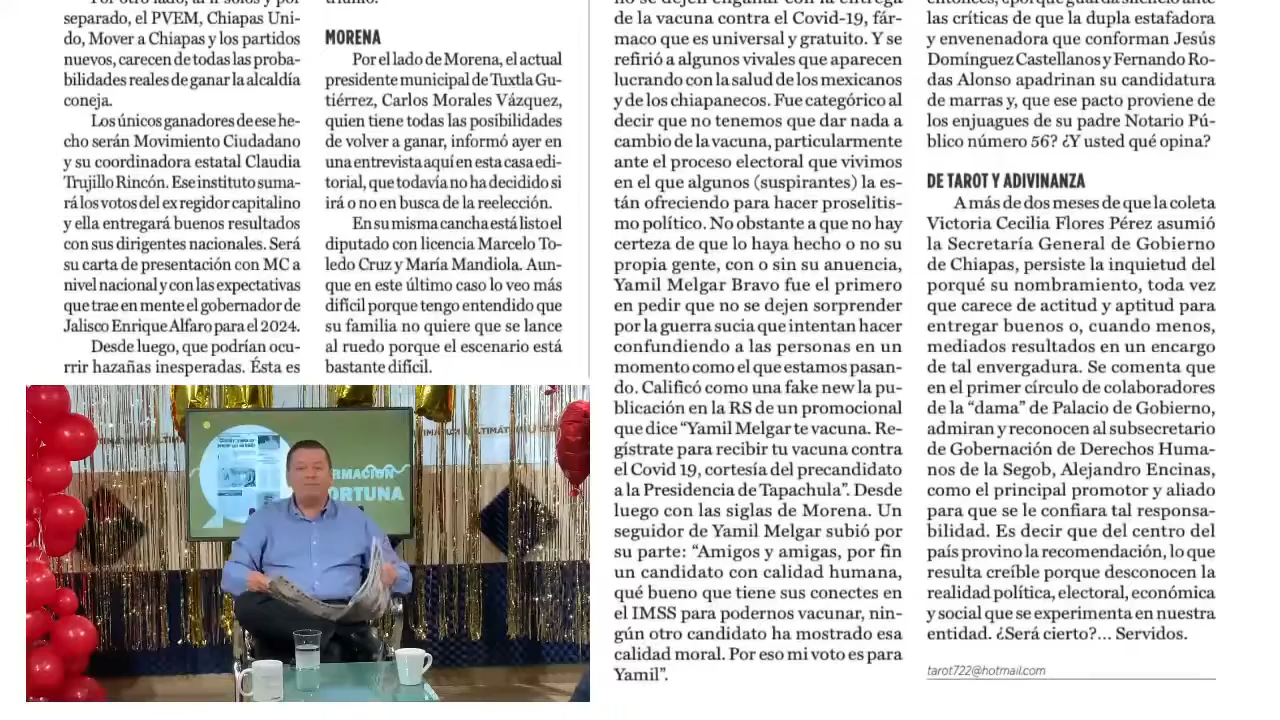 separado, el PVEM, Chiapas Uni-
do, Mover a Chiapas y los partidos
nuevos, carecen de todas las proba-
bilidades reales de ganar la alcaldía
coneja.
Los únicos ganadores de ese he-
cho serán Movimiento Ciudadano
y su coordinadora estatal Claudia
Trujillo Rincón. Ese instituto suma-
rá los votos del ex regidor capitalino
y ella entregará buenos resultados
con sus dirigentes nacionales. Será
su carta de presentación con MC a
nivel nacional y con las expectativas
que trae en mente el gobernador de
Jalisco Enrique Alfaro para el 2024.
Desde luego, que podrían ocu-
rrir hazañas inesperadas. Ésta es
MORENA
Por el lado de Morena, el actual
presidente municipal de Tuxtla Gu-
tiérrez, Carlos Morales Vázquez,
quien tiene todas las posibilidades
de volver a ganar, informó ayer en
una entrevista aquí en esta casa edi-
torial, que todavía no ha decidido si
irá o no en busca de la reelección.
En su misma cancha está listo el
diputado con licencia Marcelo To-
ledo Cruz y María Mandiola. Aun-
que en este último caso lo veo más
difícil porque tengo entendido que
su familia no quiere que se lance
al ruedo porque el escenario está
bastante difícil.
no se dejen engañar con la entrega
de la vacuna contra el Covid-19, fár-
maco que es universal y gratuito. Y se
refirió a algunos vivales que aparecen
lucrando con la salud de los mexicanos
y de los chiapanecos. Fue categórico al
decir que no tenemos que dar nada a
cambio de la vacuna, particularmente
ante el proceso electoral que vivimos
en el que algunos (suspirantes) la es-
tán ofreciendo para hacer proselitis-
mo político. No obstante a que no hay
certeza de que lo haya hecho o no su
propia gente, con o sin su anuencia,
Yamil Melgar Bravo fue el primero
en pedir que no se dejen sorprender
por la guerra sucia que intentan hacer
confundiendo a las personas en un
momento como el que estamos pasan-
do. Calificó como una fake new la pu-
blicación en la RS de un promocional
que dice “Yamil Melgar te vacuna. Re-
gístrate para recibir tu vacuna contra
el Covid 19, cortesía del precandidato
a la Presidencia de Tapachula”. Desde
luego con las siglas de Morena. Un
seguidor de Yamil Melgar subió por
su parte: “Amigos y amigas, por fin
un candidato con calidad humana,
qué bueno que tiene sus conectes en
el IMSS para podernos vacunar, nin-
gún otro candidato ha mostrado esa
calidad moral. Por eso mi voto es para
Yamil”.
las críticas de que la dupla estafadora
y envenenadora que conforman Jesús
Domínguez Castellanos y Fernando Ro-
das Alonso apadrinan su candidatura
de marras y, que ese pacto proviene de
los enjuagues de su padre Notario Pú-
blico número 56? ¿Y usted qué opina?
DE TAROT Y ADIVINANZA
A más de dos meses de que la coleta
Victoria Cecilia Flores Pérez asumió
la Secretaría General de Gobierno
de Chiapas, persiste la inquietud del
porqué su nombramiento, toda vez
que carece de actitud y aptitud para
entregar buenos o, cuando menos,
mediados resultados en un encargo
de tal envergadura. Se comenta que
en el primer círculo de colaboradores
de la “dama” de Palacio de Gobierno,
admiran y reconocen al subsecretario
de Gobernación de Derechos Huma-
nos de la Segob, Alejandro Encinas,
como el principal promotor y aliado
para que se le confiara tal responsa-
bilidad. Es decir que del centro del
país provino la recomendación, lo que
resulta creíble porque desconocen la
realidad política, electoral, económica
y social que se experimenta en nuestra
entidad. ¿Será cierto?... Servidos.
tarot722@hotmail.com
RMACIÓN
ORTUNA